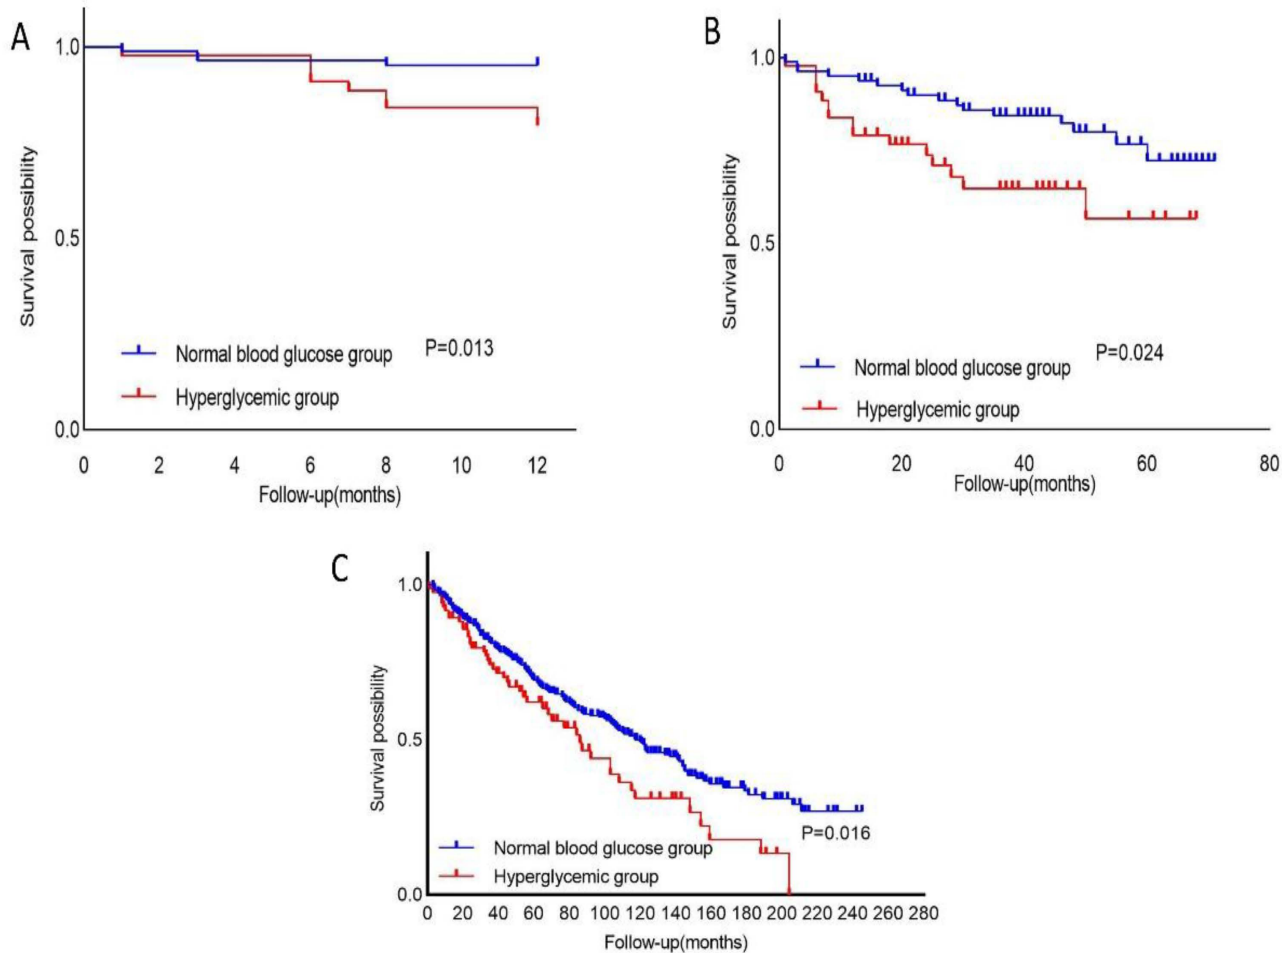 A
1.0
0.5
0.0
Survival possibility
Normal blood glucose group
P=0.013
Hyperglycemic group
0 2 4 6 8 10 12
Follow-up(months)
B
1.0
0.5
0.0
Survival possibility
P=0.024
Normal blood glucose group
Hyperglycemic group
0 20 40 60 80
Follow-up(months)
C
1.0
0.5
0.0
Survival possibility
P=0.016
Normal blood glucose group
Hyperglycemic group
0 20 40 60 80 100 120 140 160 180 200 220 240 260 280
Follow-up(months)